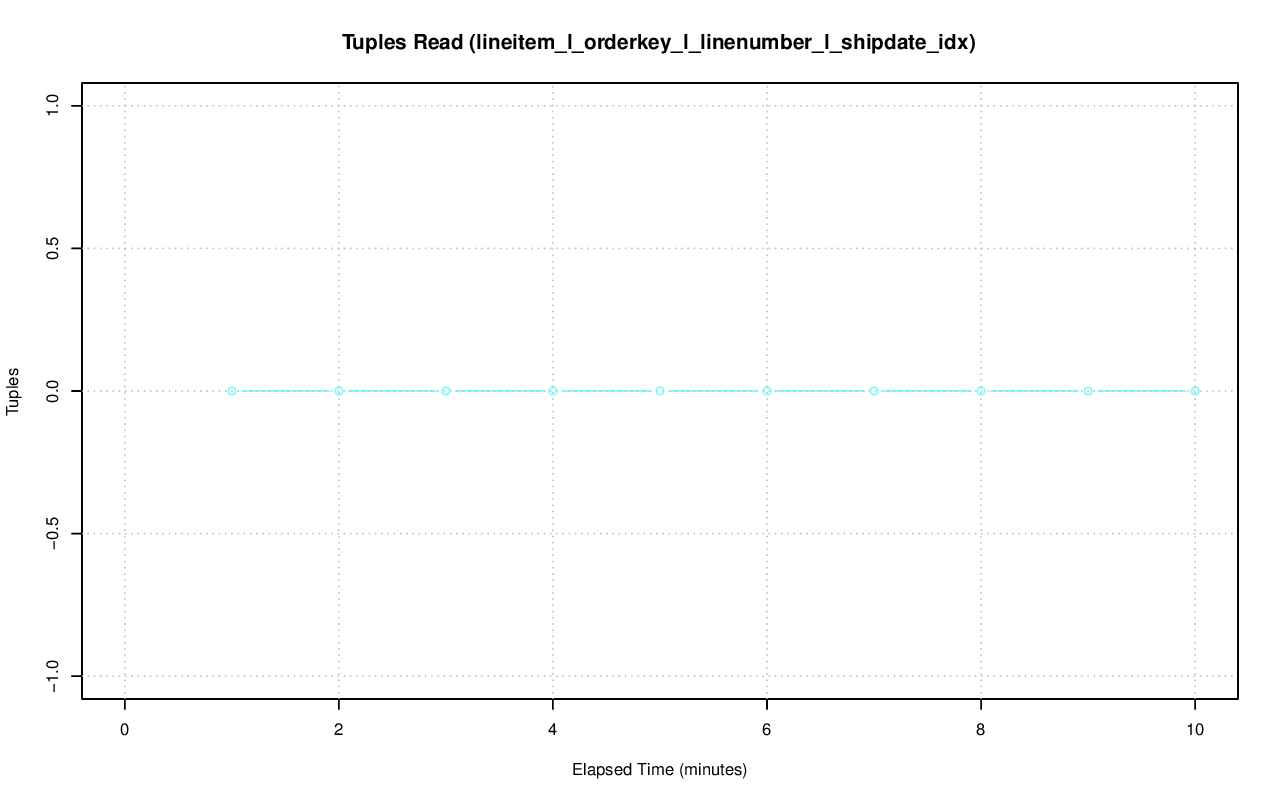 Tuples Read (lineitem_l_orderkey_l_linenumber_l_shipdate_idx)
Tuples
1.0
0.5
0.0
−0.5
−1.0
0 2 4 6 8 10
Elapsed Time (minutes)